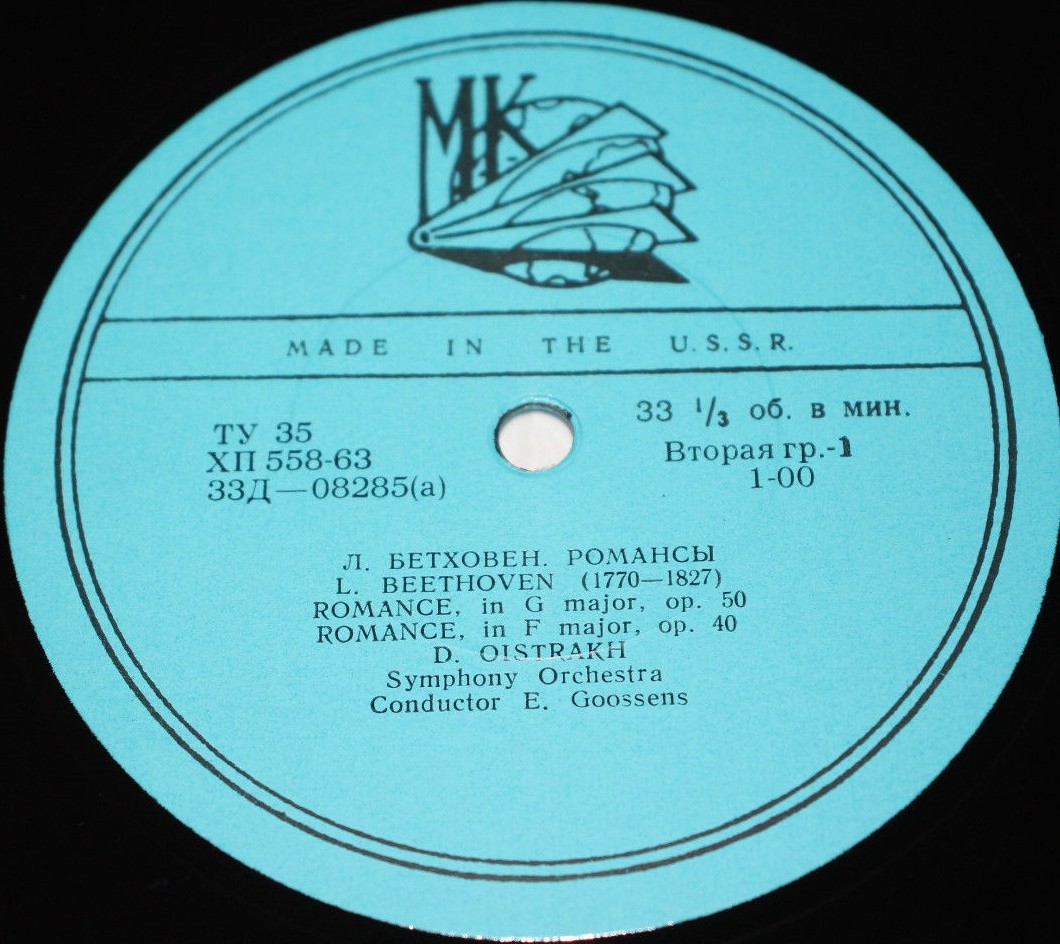 МК
MADE IN THE U.S.S.R.
ТУ 35
ХП 558-63
33Д—08285(а)
33 1/3 об. в мин.
Вторая гр.-1
1-00
Л. БЕТХОВЕН. РОМАНСЫ
L. BEETHOVEN (1770—1827)
ROMANCE, in G major, op. 50
ROMANCE, in F major, op. 40
D. OISTRAKH
Symphony Orchestra
Conductor E. Goossens